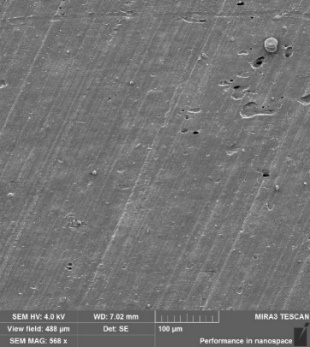 SEM HV: 4.0 kV WD: 7.02 mm MIRA3 TESCAN
View field: 488 µm Det: SE 100 µm
SEM MAG: 568 x Performance in nanospace